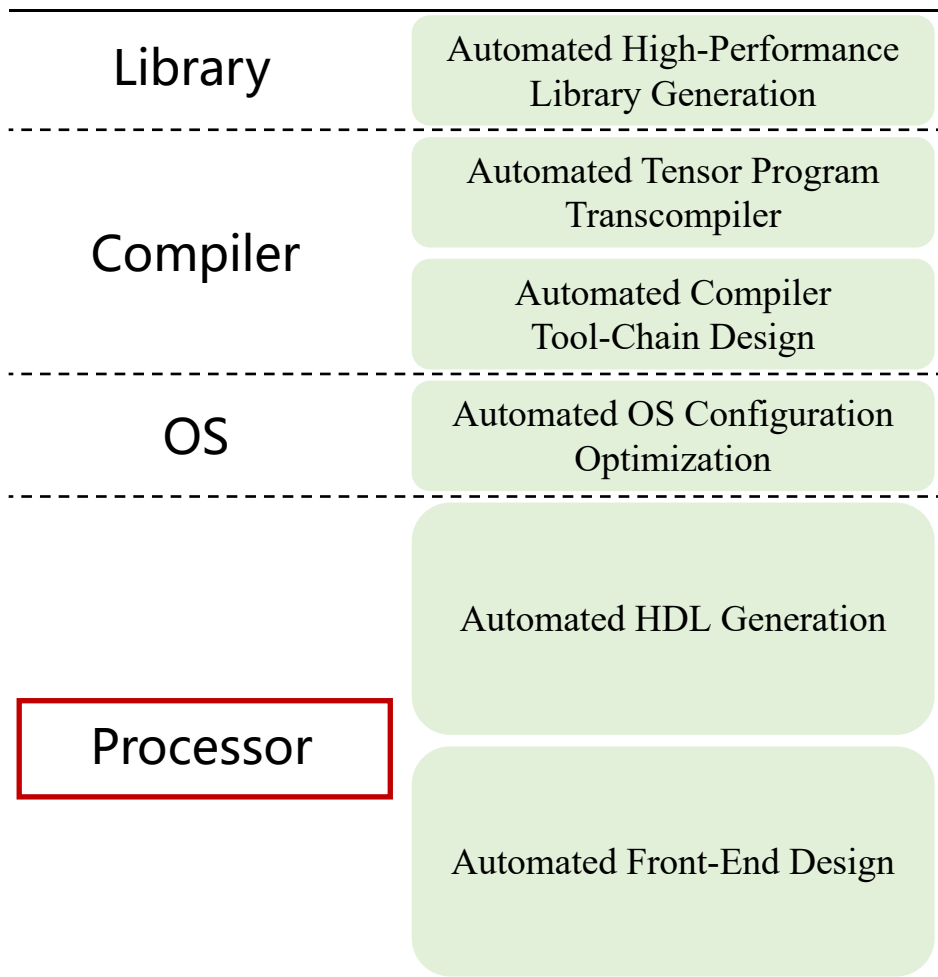 Library
Automated High-Performance
Library Generation
Compiler
Automated Tensor Program
Transcompiler
Automated Compiler
Tool-Chain Design
OS
Automated OS Configuration
Optimization
Processor
Automated HDL Generation
Automated Front-End Design